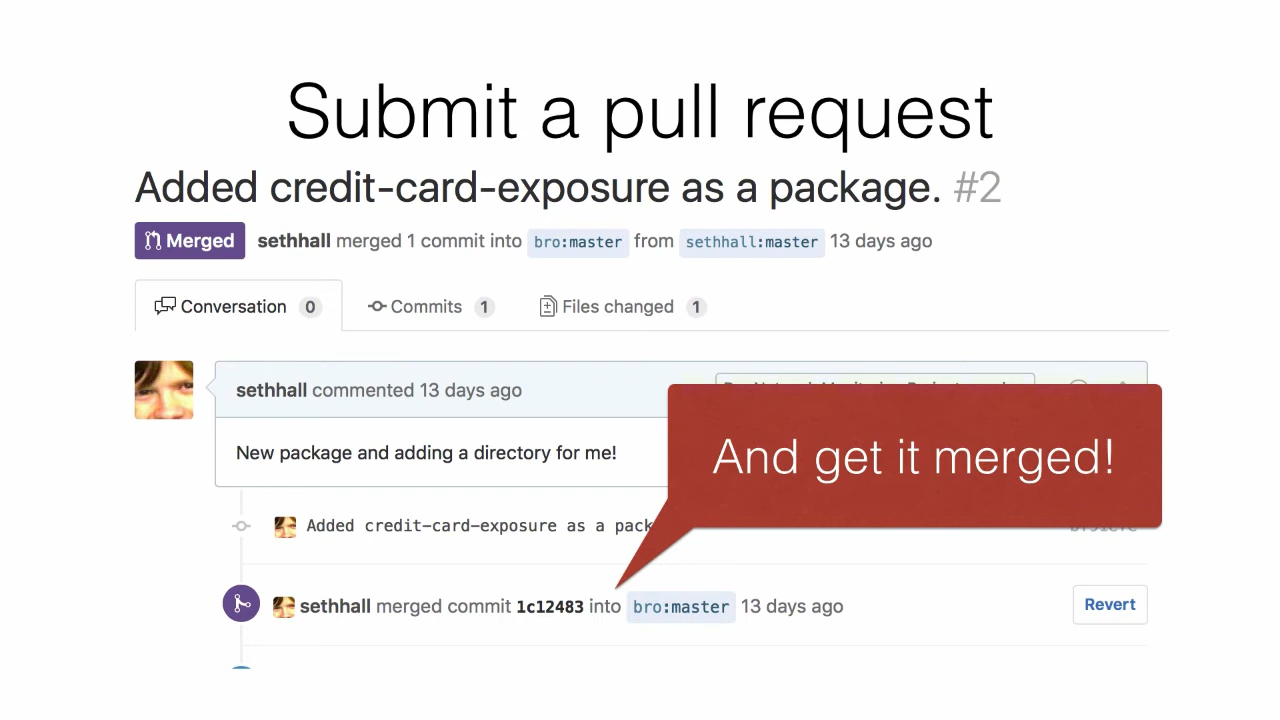 Submit a pull request
Added credit-card-exposure as a package. #2
Merged sethhall merged 1 commit into bro:master from sethhall:master 13 days ago
Conversation 0 Commits 1 Files changed 1
sethhall commented 13 days ago
And get it merged!
New package and adding a directory for me!
Added credit-card-exposure as a pack
sethhall merged commit 1c12483 into bro:master 13 days ago Revert